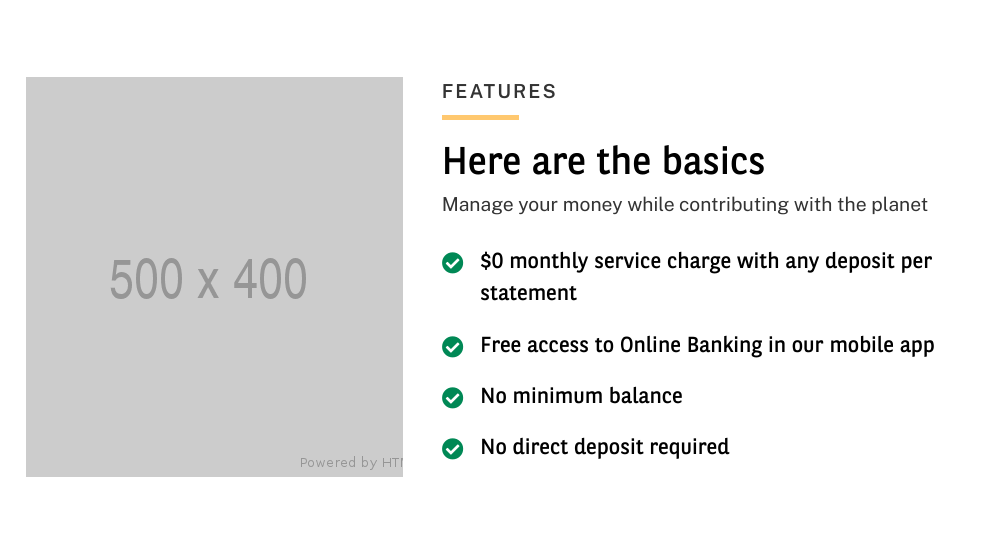 FEATURES
Here are the basics
Manage your money while contributing with the planet
$0 monthly service charge with any deposit per
statement
Free access to Online Banking in our mobile app
No minimum balance
No direct deposit required
500 x 400
Powered by